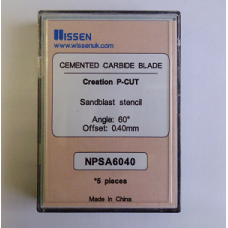 NISSEN
www.wissenuk.com
CEMENTED CARBIDE BLADE
Creation P-CUT
Sandblast stencil
Angle: 60°
Offset: 0.40mm
NPSA6040
*5 pieces
Made In China